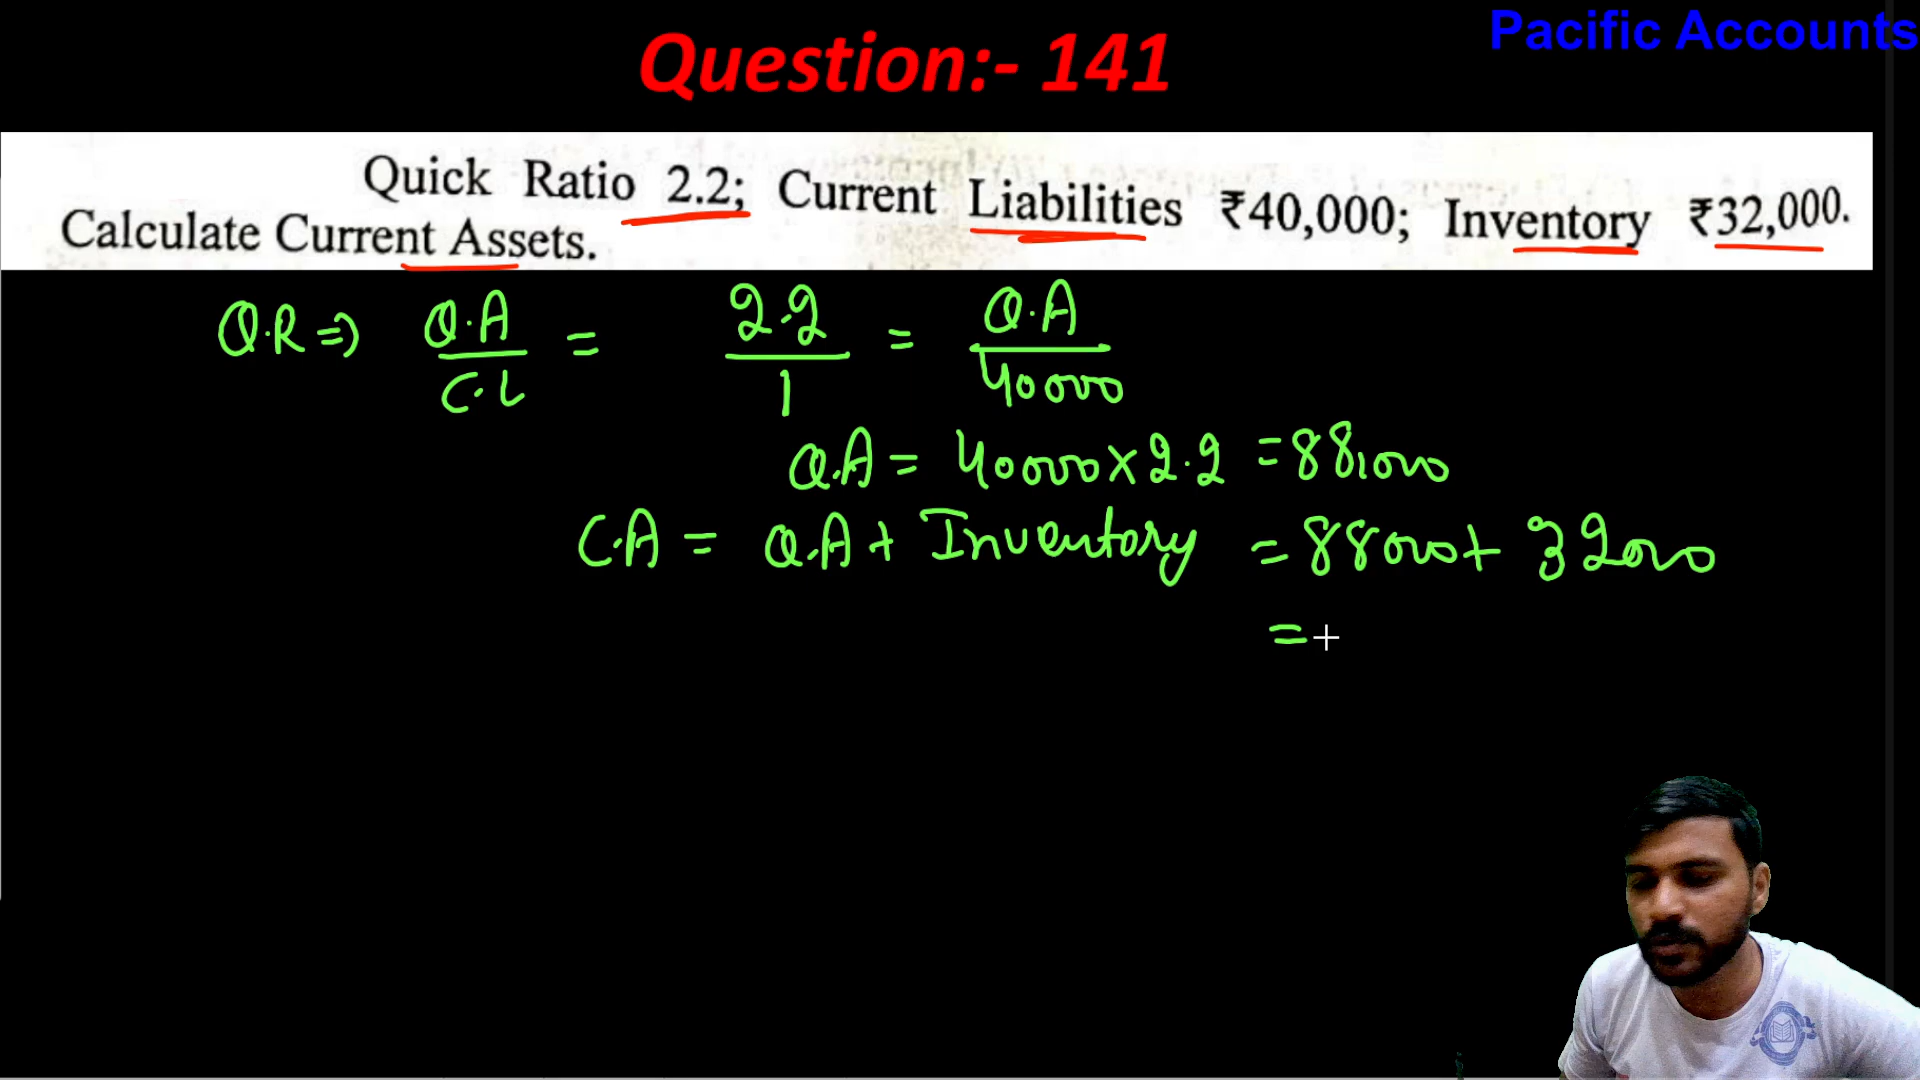 Pacific Accounts
Question:- 141
Quick Ratio 2.2; Current Liabilities ₹40,000; Inventory ₹32,000.
Calculate Current Assets.
Q.R ⇒ Q.A / C.L = 2.2 / 1 = Q.A / 40000
Q.A = 40000 × 2.2 = 88,000
C.A = Q.A + Inventory = 88000 + 32000
=